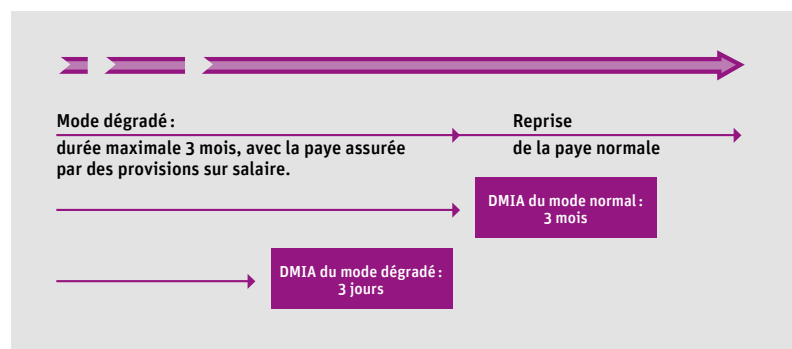 Mode dégradé :
durée maximale 3 mois, avec la paye assurée
par des provisions sur salaire.
Reprise
de la paye normale
DMIA du mode normal :
3 mois
DMIA du mode dégradé :
3 jours